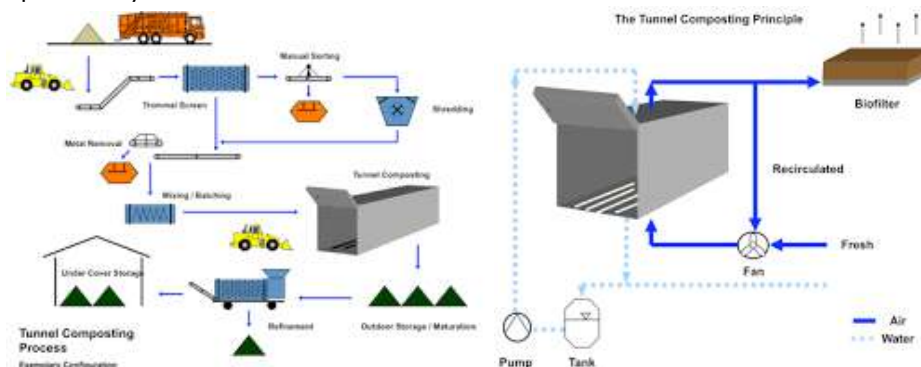 Manual Sorting
Trommel Screen
Shredding
Metal Removal
Mixing / Batching
Tunnel Composting
Under Cover Storage
Refinement
Outdoor Storage / Maturation
Tunnel Composting
Process
Exemplary Configuration
The Tunnel Composting Principle
Biofilter
Recirculated
Fresh
Fan
Air
Water
Pump
Tank